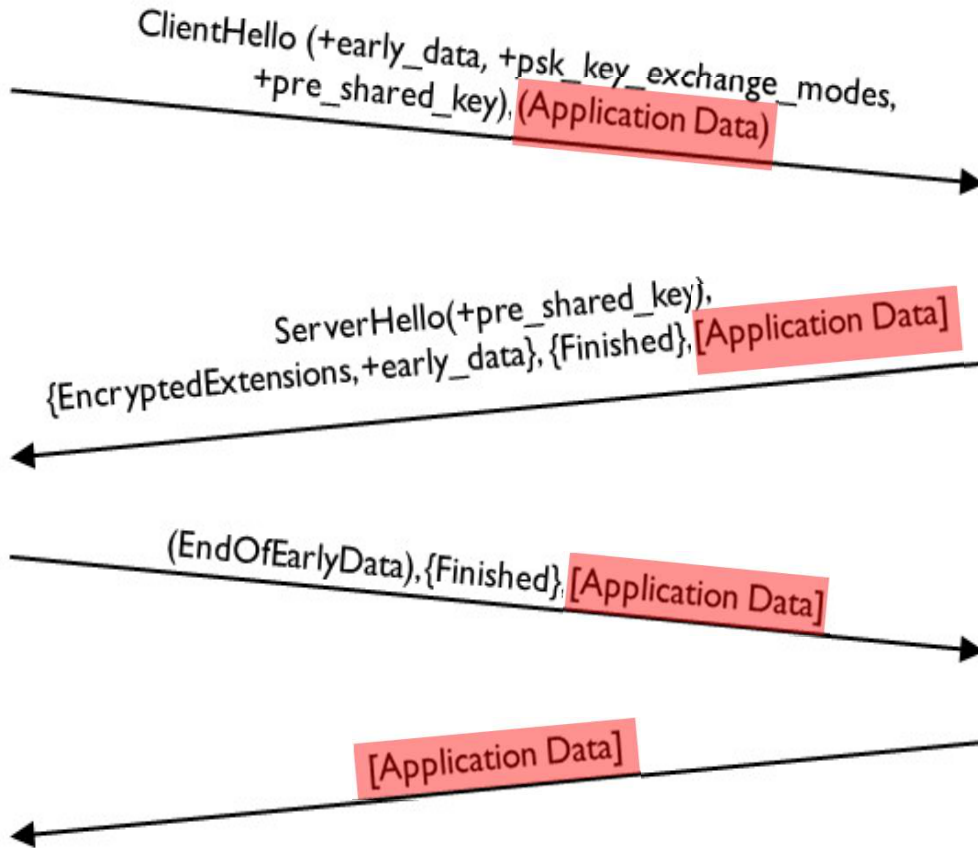 ClientHello (+early_data, +psk_key_exchange_modes,
+pre_shared_key), (Application Data)
ServerHello(+pre_shared_key),
{EncryptedExtensions,+early_data}, {Finished}, [Application Data]
(EndOfEarlyData), {Finished}, [Application Data]
[Application Data]